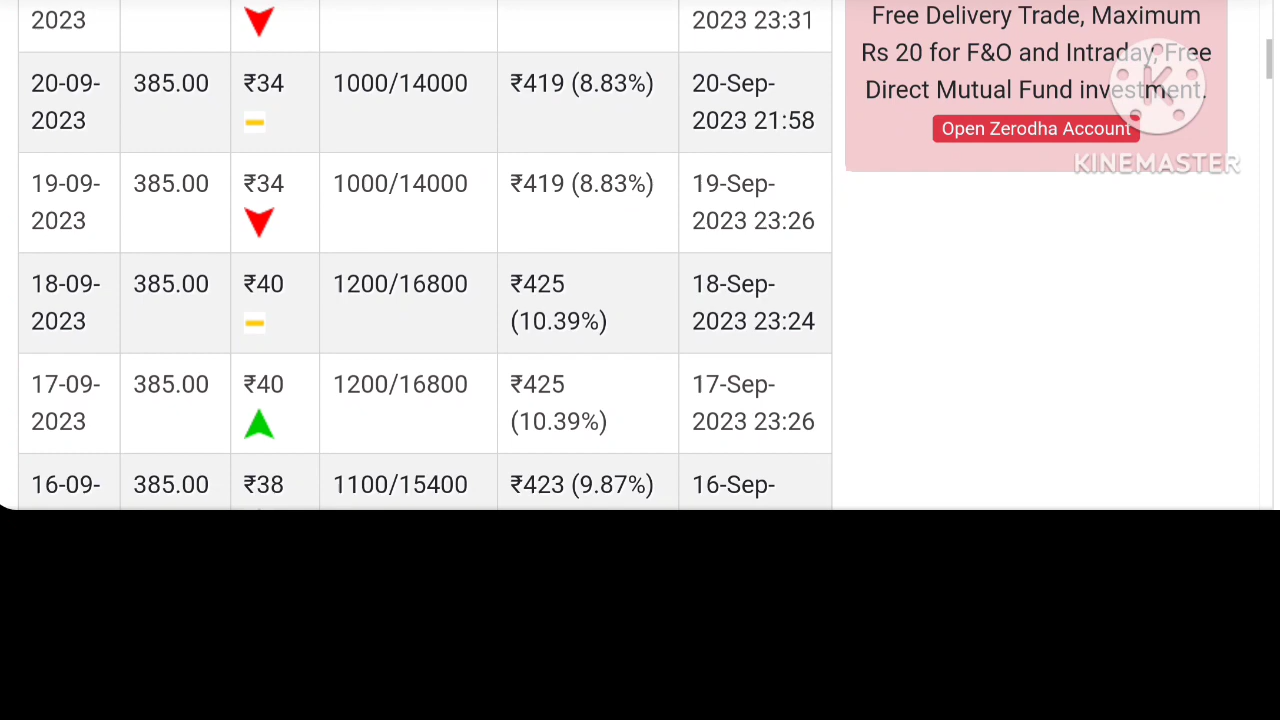 2023 2023 23:31
20-09- 385.00 ₹34 1000/14000 ₹419 (8.83%) 20-Sep-
2023 2023 21:58
19-09- 385.00 ₹34 1000/14000 ₹419 (8.83%) 19-Sep-
2023 2023 23:26
18-09- 385.00 ₹40 1200/16800 ₹425 18-Sep-
2023 (10.39%) 2023 23:24
17-09- 385.00 ₹40 1200/16800 ₹425 17-Sep-
2023 (10.39%) 2023 23:26
16-09- 385.00 ₹38 1100/15400 ₹423 (9.87%) 16-Sep-
Free Delivery Trade, Maximum
Rs 20 for F&O and Intraday, Free
Direct Mutual Fund investment.
Open Zerodha Account
K
KINEMASTER